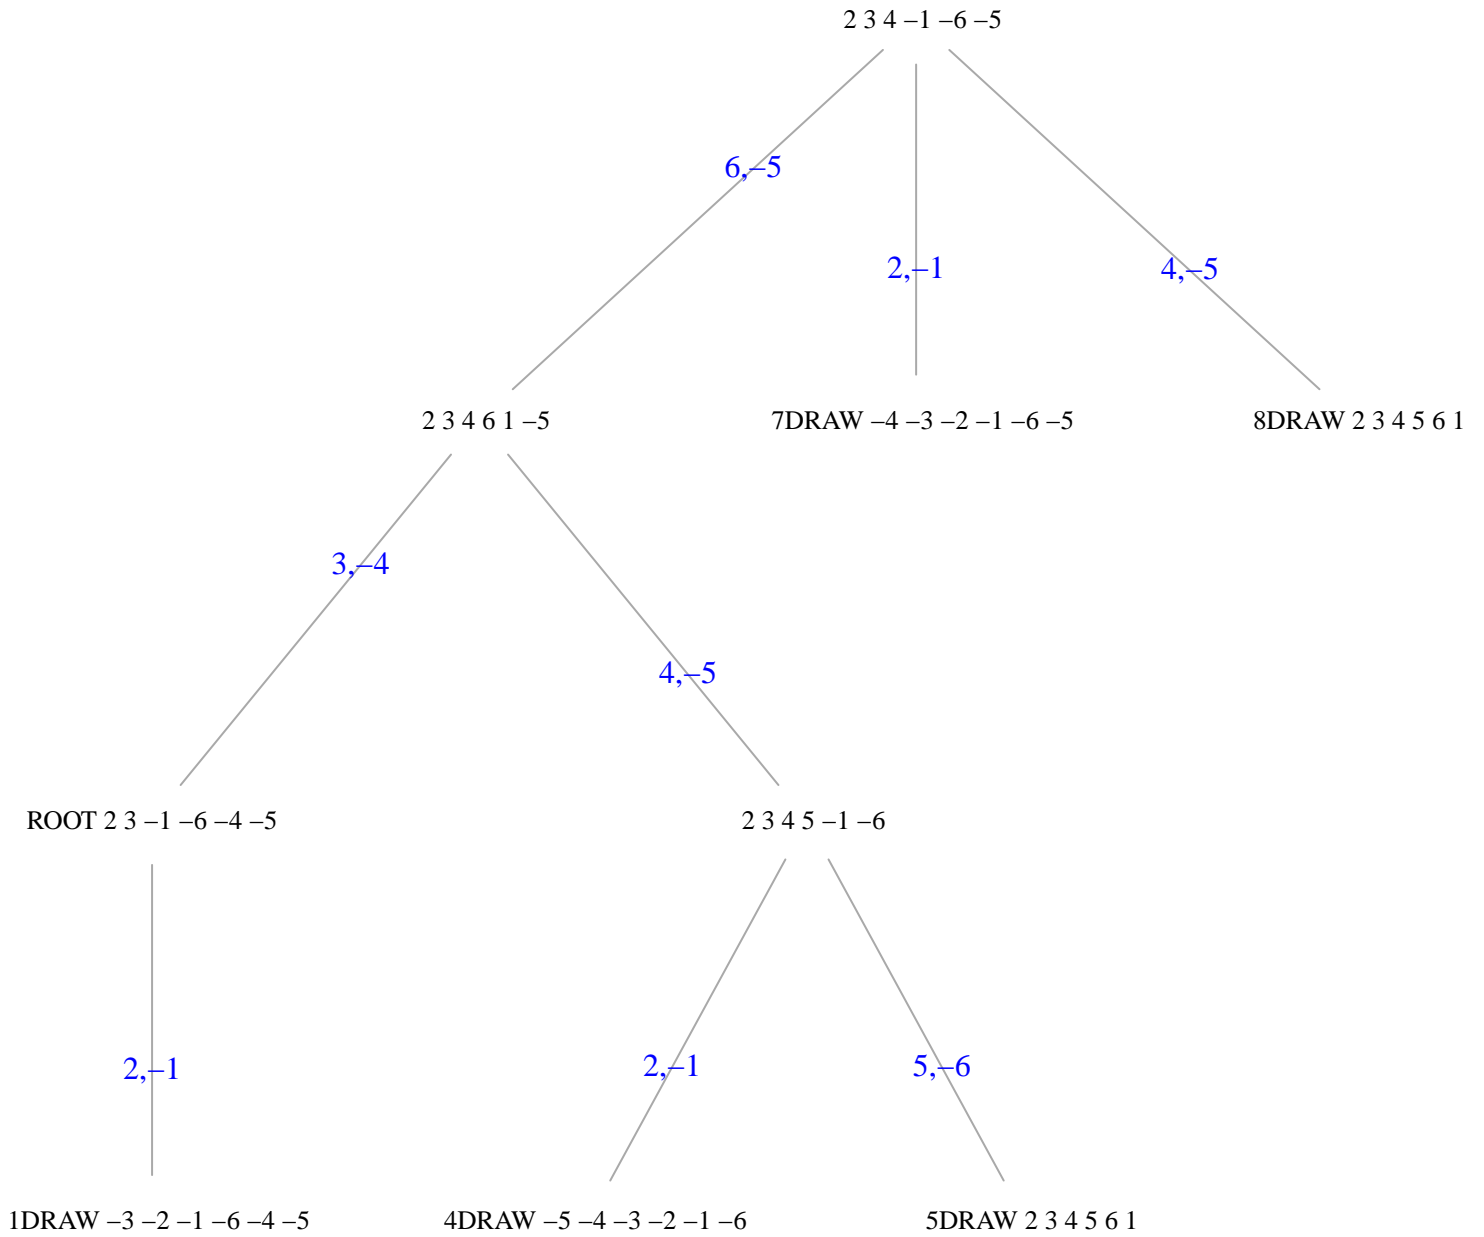 2 3 4 –1 –6 –5
6,–5
2,–1
4,–5
2 3 4 6 1 –5
7DRAW –4 –3 –2 –1 –6 –5
8DRAW 2 3 4 5 6 1
3,–4
4,–5
ROOT 2 3 –1 –6 –4 –5
2 3 4 5 –1 –6
2,–1
2,–1
5,–6
1DRAW –3 –2 –1 –6 –4 –5
4DRAW –5 –4 –3 –2 –1 –6
5DRAW 2 3 4 5 6 1